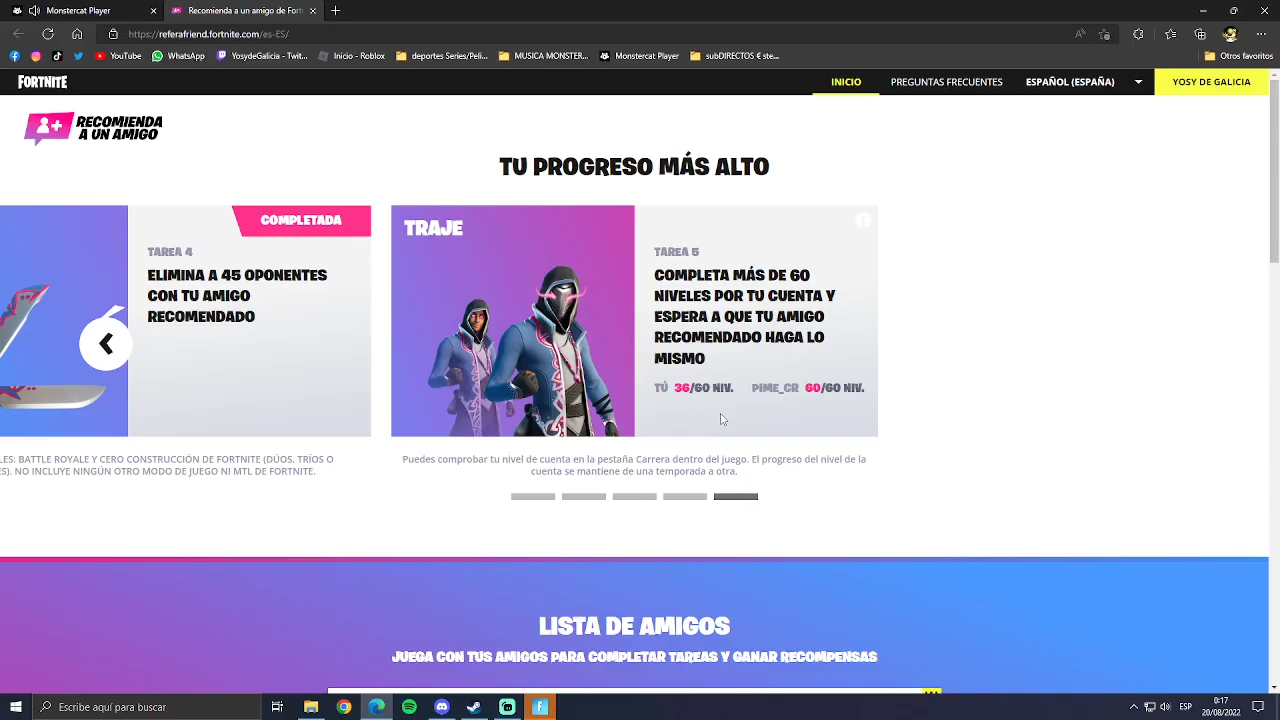 Monstercat Player
Un amigo de Fort
https://referafriend.fortnite.com/es-ES/
Facebook
Instagram
TikTok
Twitter
YouTube
WhatsApp
YosydeGalicia - Twit...
Inicio - Roblox
deportes Series/Peli...
MUSICA MONSTER...
Monstercat Player
subDIRECTOS E ste...
Otros favoritos
FORTNITE
INICIO
PREGUNTAS FRECUENTES
ESPAÑOL (ESPAÑA)
YOSY DE GALICIA
RECOMIENDA
A UN AMIGO
TU PROGRESO MÁS ALTO
COMPLETADA
TAREA 4
ELIMINA A 45 OPONENTES
CON TU AMIGO
RECOMENDADO
TRAJE
TAREA 5
COMPLETA MÁS DE 60
NIVELES POR TU CUENTA Y
ESPERA A QUE TU AMIGO
RECOMENDADO HAGA LO
MISMO
TÚ 36/60 NIV. PIME_CR 60/60 NIV.
LES: BATTLE ROYALE Y CERO CONSTRUCCIÓN DE FORTNITE (DÚOS, TRÍOS O
ES). NO INCLUYE NINGÚN OTRO MODO DE JUEGO NI MTL DE FORTNITE.
Puedes comprobar tu nivel de cuenta en la pestaña Carrera dentro del juego. El progreso del nivel de la
cuenta se mantiene de una temporada a otra.
LISTA DE AMIGOS
JUEGA CON TUS AMIGOS PARA COMPLETAR TAREAS Y GANAR RECOMPENSAS
Escribe aquí para buscar
ESP
0:17
20/08/2022